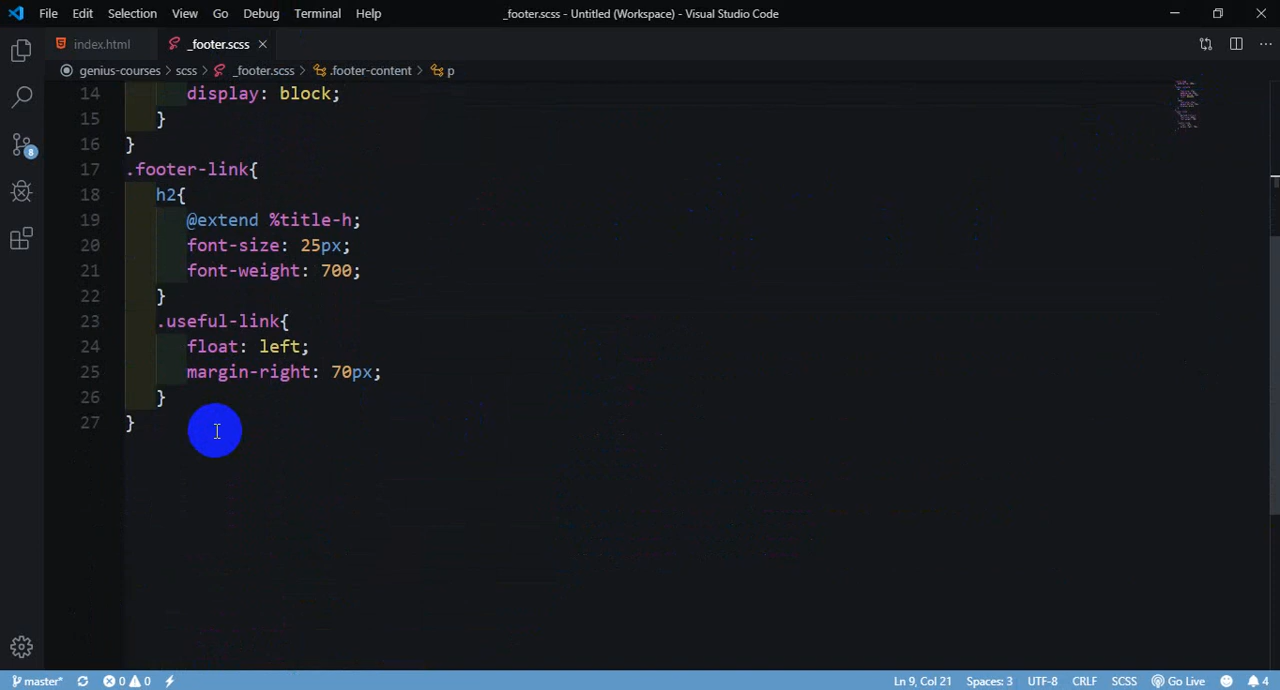 File Edit Selection View Go Debug Terminal Help _footer.scss - Untitled (Workspace) - Visual Studio Code
index.html _footer.scss
genius-courses > scss > _footer.scss > .footer-content > p
14 display: block;
15 }
16 }
17 .footer-link{
18 h2{
19 @extend %title-h;
20 font-size: 25px;
21 font-weight: 700;
22 }
23 .useful-link{
24 float: left;
25 margin-right: 70px;
26 }
27 }
8
master* 0 0 Ln 9, Col 21 Spaces: 3 UTF-8 CRLF SCSS Go Live 4